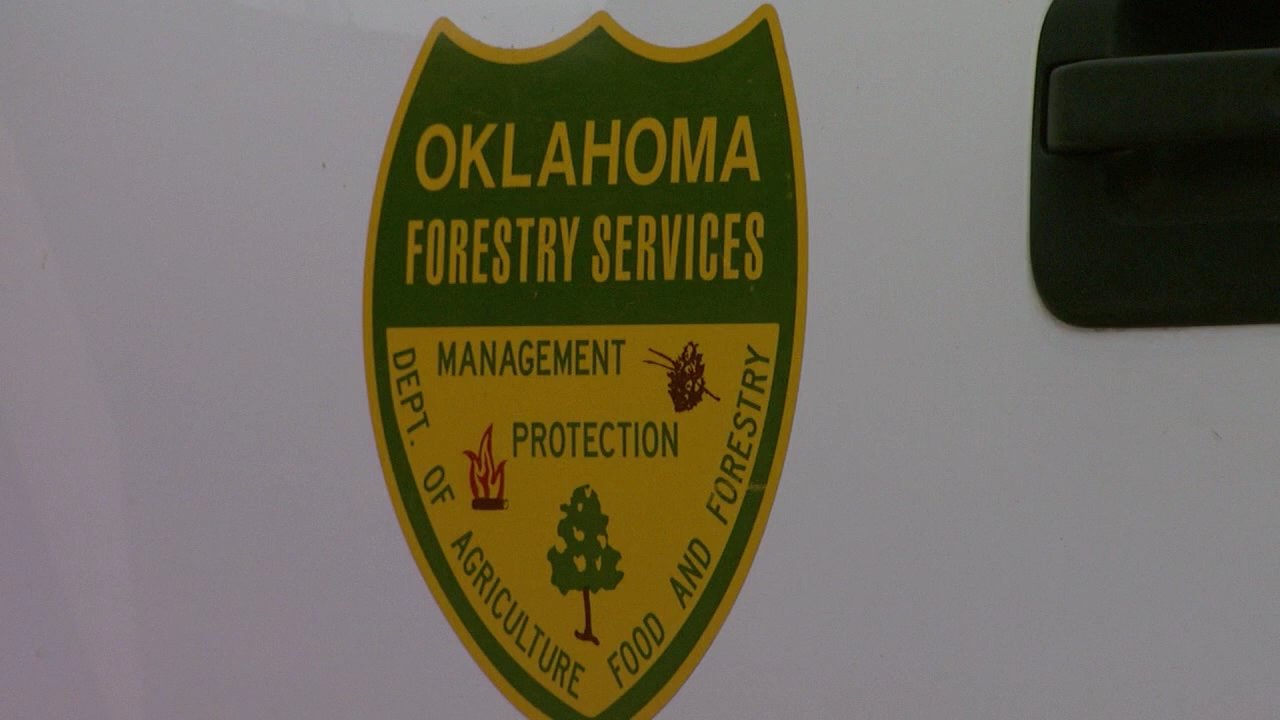 OKLAHOMA
FORESTRY SERVICES
MANAGEMENT
PROTECTION
DEPT. OF AGRICULTURE FOOD AND FORESTRY